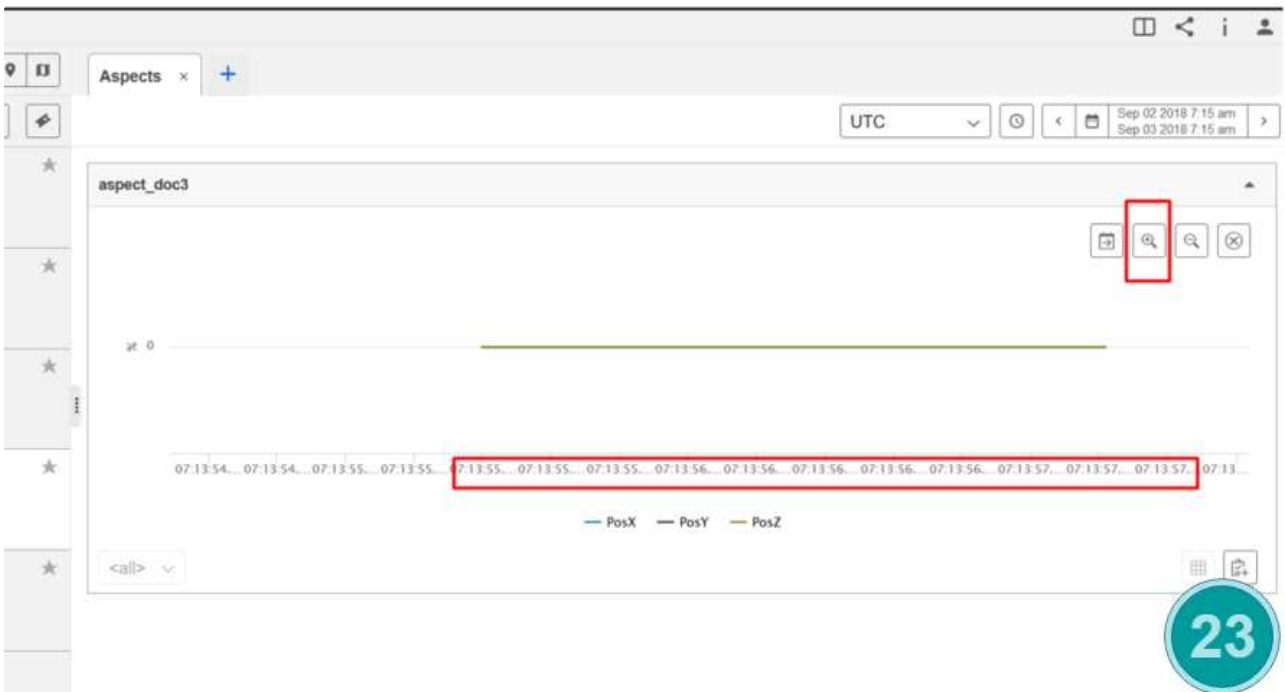 Aspects × +
UTC
Sep 02 2018 7:15 am
Sep 03 2018 7:15 am
aspect_doc3
0
07:13:54... 07:13:54... 07:13:55... 07:13:55... 07:13:55... 07:13:55... 07:13:55... 07:13:56... 07:13:56... 07:13:56... 07:13:56... 07:13:56... 07:13:57... 07:13:57... 07:13:57... 07:13...
PosX PosY PosZ
<all>
23